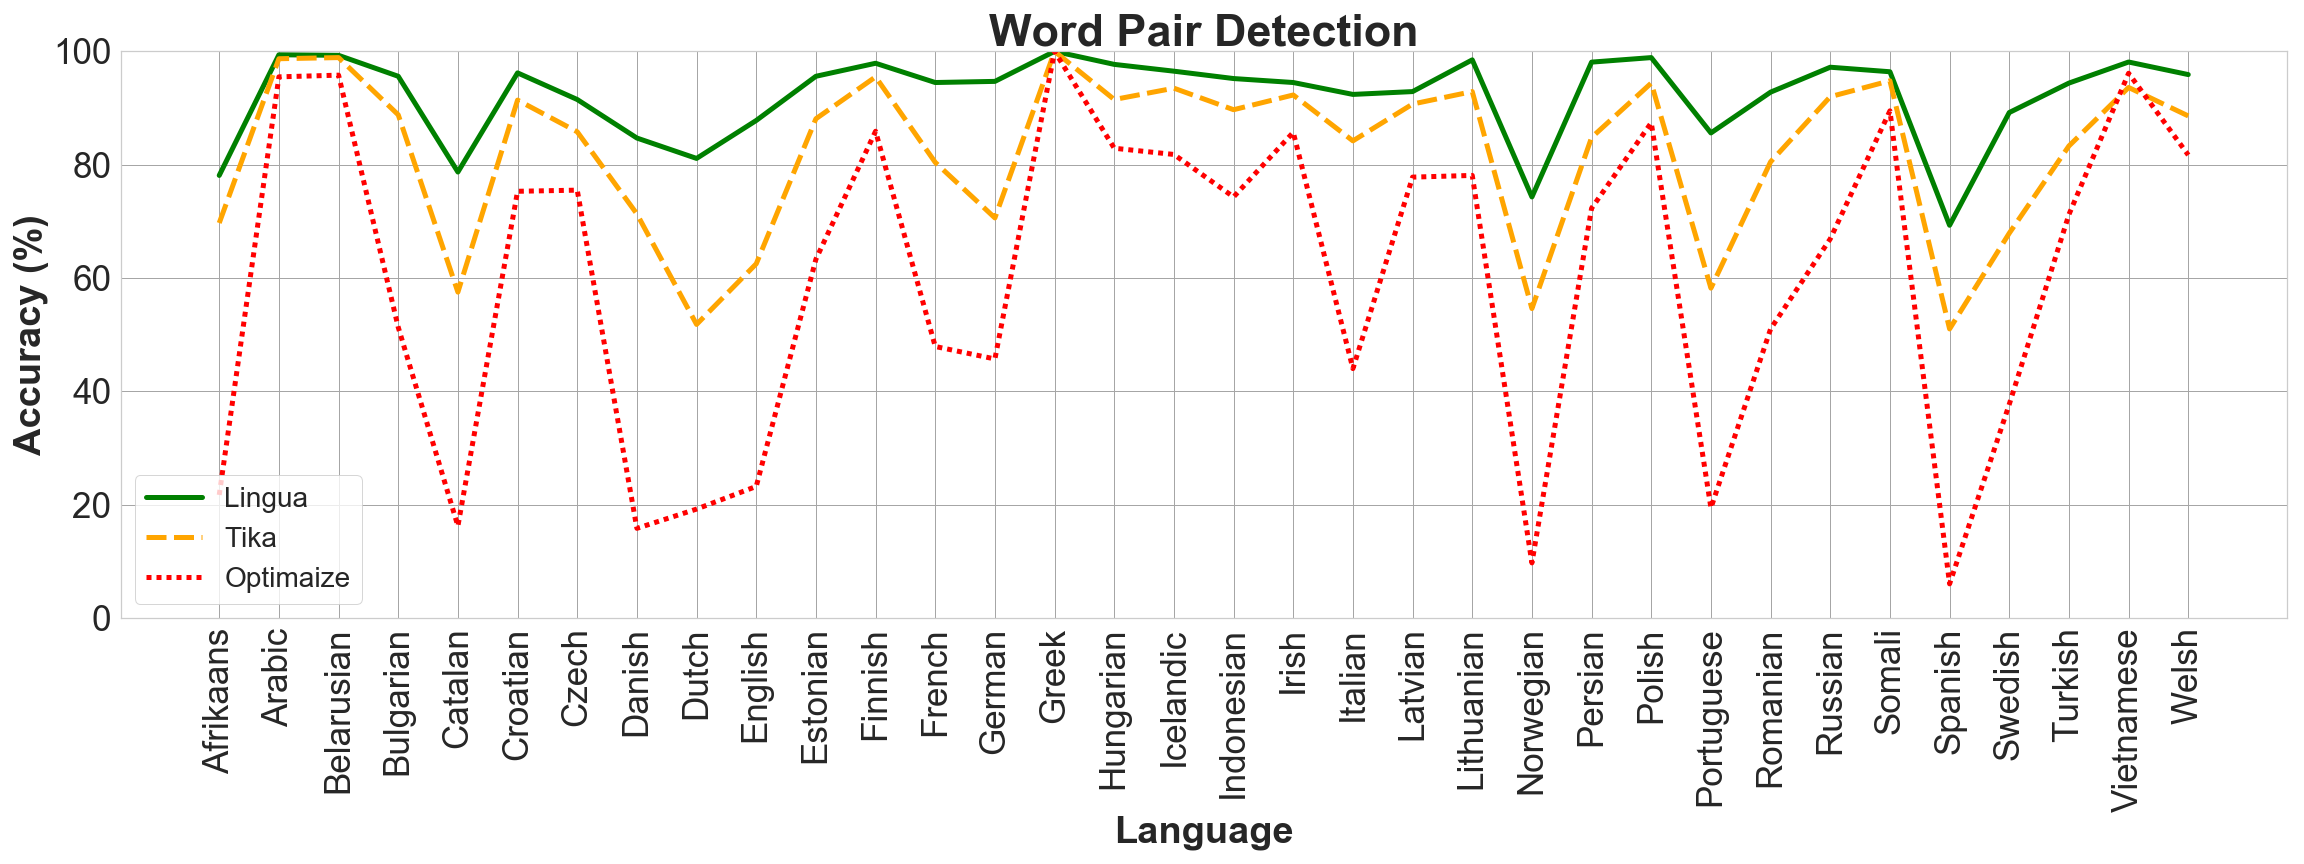 Word Pair Detection
Accuracy (%)
100
80
60
40
20
0
Lingua
Tika
Optimaize
Afrikaans
Arabic
Belarusian
Bulgarian
Catalan
Croatian
Czech
Danish
Dutch
English
Estonian
Finnish
French
German
Greek
Hungarian
Icelandic
Indonesian
Irish
Italian
Latvian
Lithuanian
Norwegian
Persian
Polish
Portuguese
Romanian
Russian
Somali
Spanish
Swedish
Turkish
Vietnamese
Welsh
Language